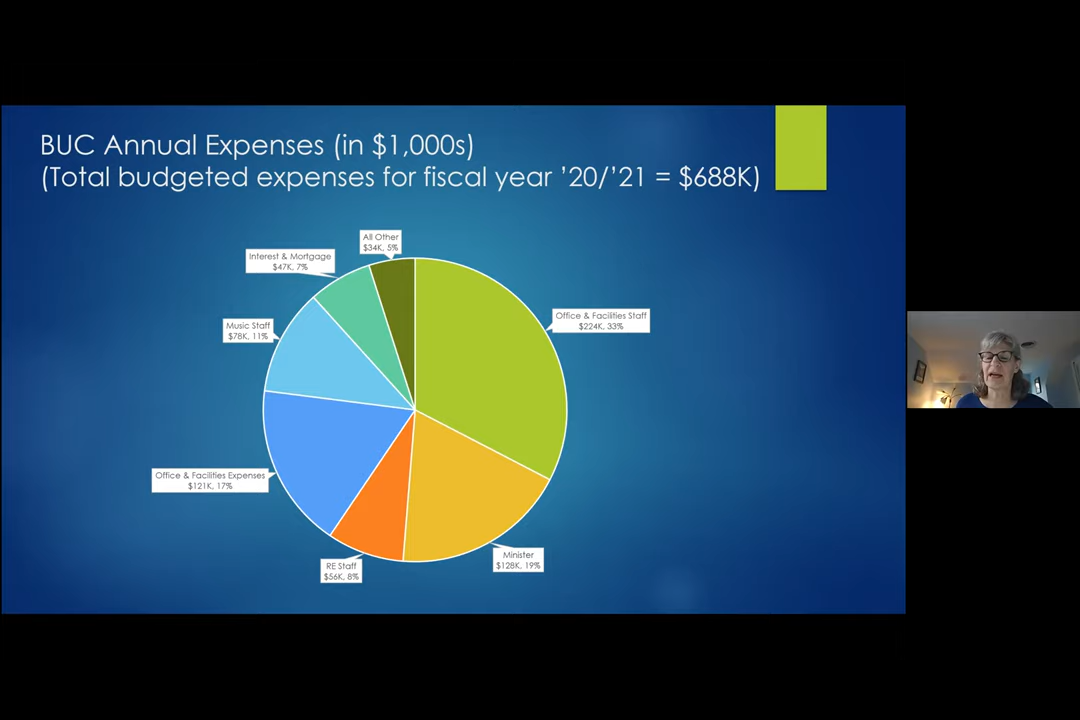 BUC Annual Expenses (in $1,000s)
(Total budgeted expenses for fiscal year ’20/’21 = $688K)
All Other
$34K, 5%
Interest & Mortgage
$47K, 7%
Office & Facilities Staff
$224K, 33%
Music Staff
$78K, 11%
Office & Facilities Expenses
$121K, 17%
Minister
$128K, 19%
RE Staff
$56K, 8%